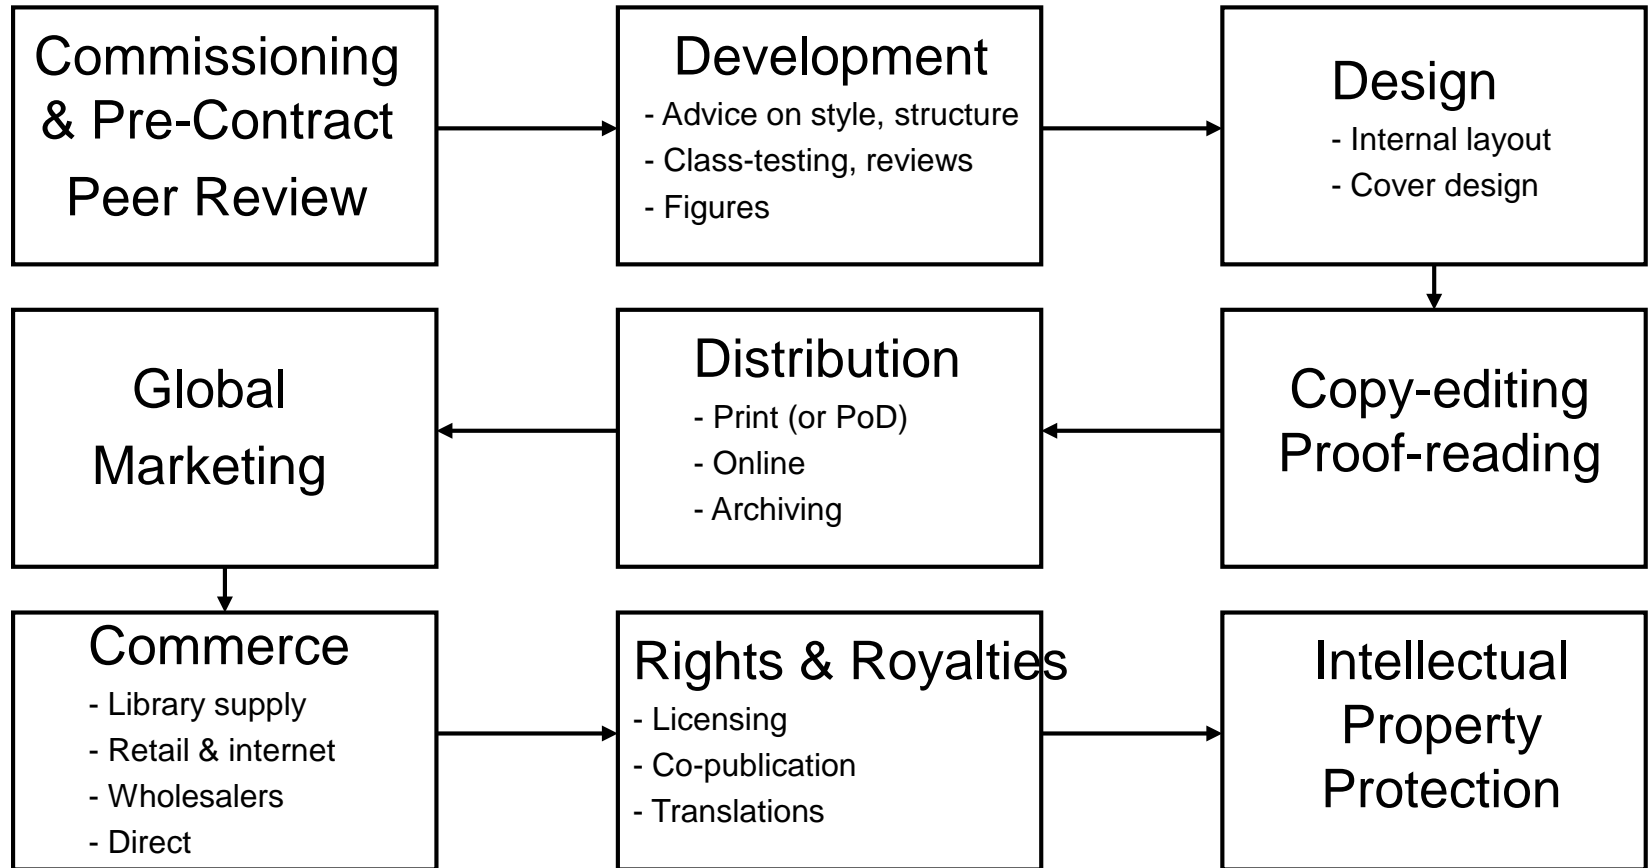 Commissioning
& Pre-Contract
Peer Review
Development
- Advice on style, structure
- Class-testing, reviews
- Figures
Design
- Internal layout
- Cover design
Global
Marketing
Distribution
- Print (or PoD)
- Online
- Archiving
Copy-editing
Proof-reading
Commerce
- Library supply
- Retail & internet
- Wholesalers
- Direct
Rights & Royalties
- Licensing
- Co-publication
- Translations
Intellectual
Property
Protection